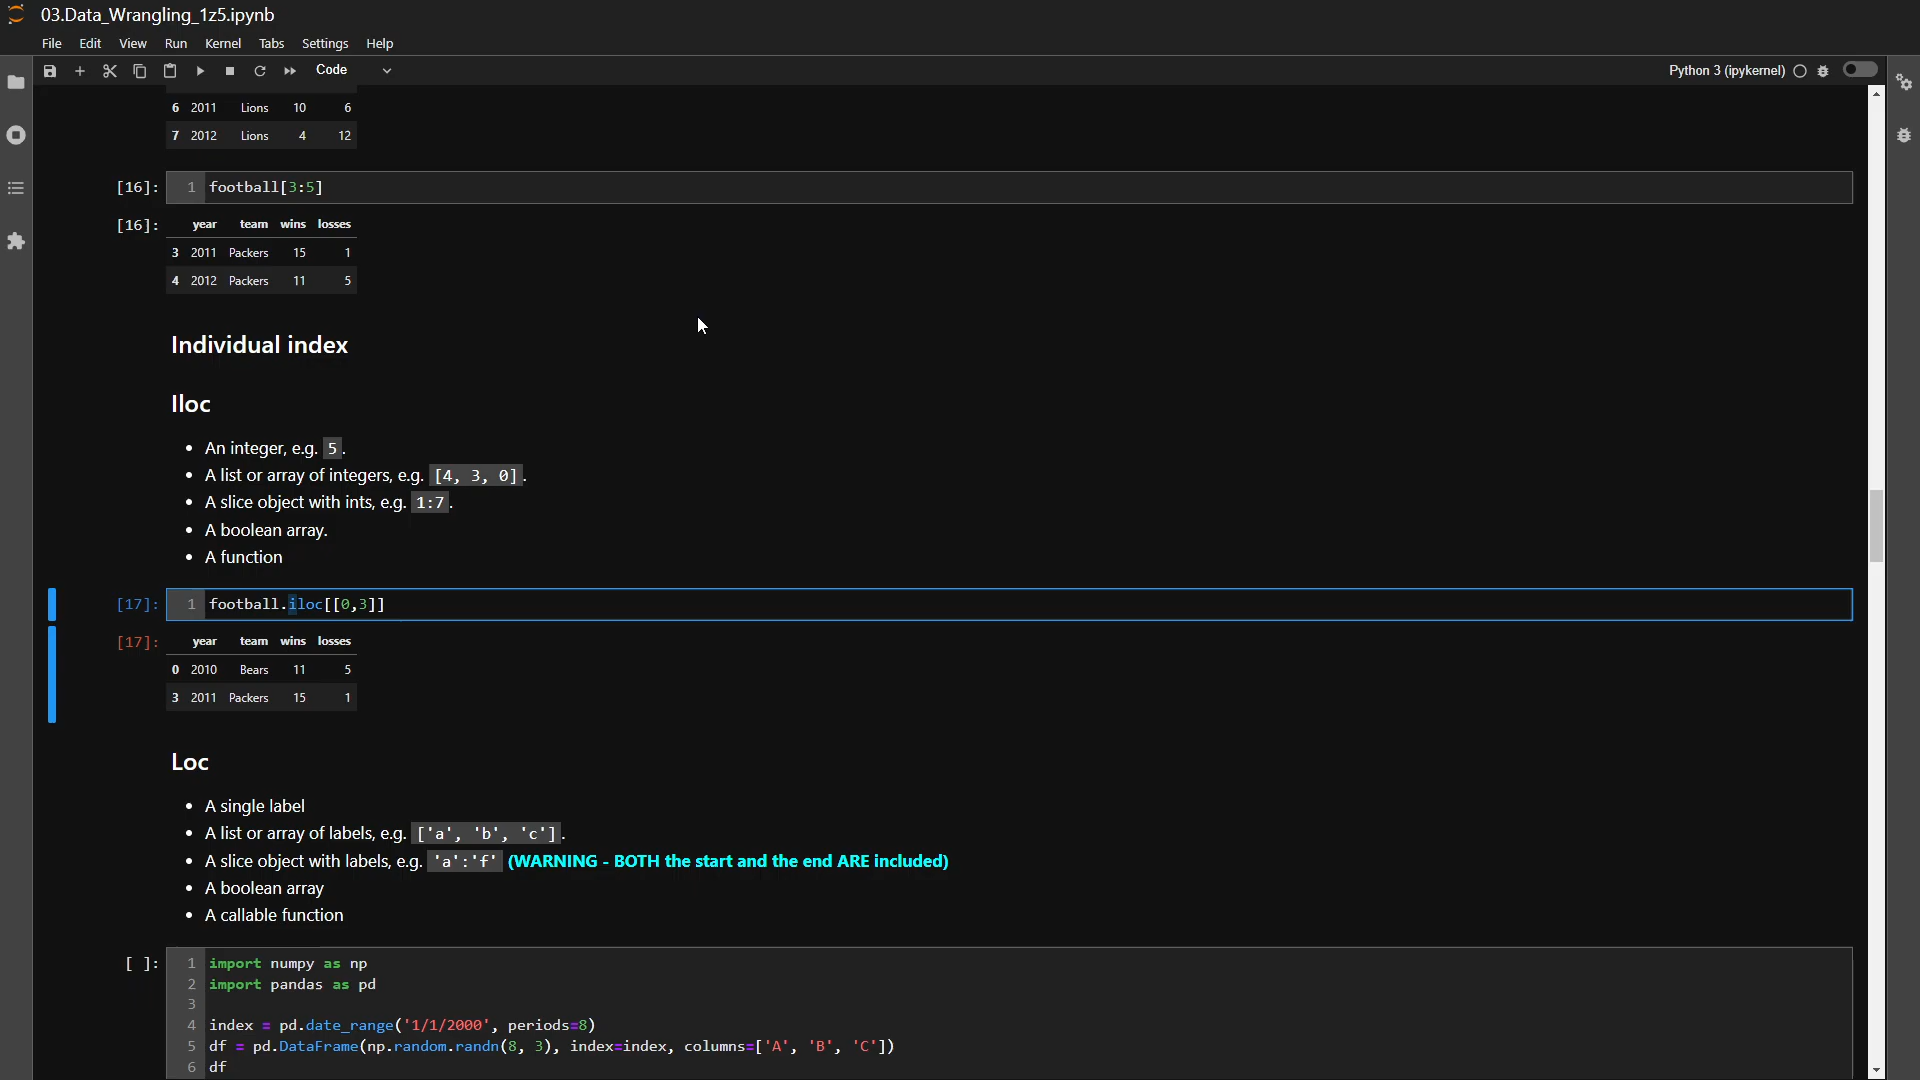 03.Data_Wrangling_1z5.ipynb
File Edit View Run Kernel Tabs Settings Help
Code
Python 3 (ipykernel)
6 2011 Lions 10 6
7 2012 Lions 4 12
[16]: 1 football[3:5]
[16]: year team wins losses
3 2011 Packers 15 1
4 2012 Packers 11 5
Individual index
Iloc
• An integer, e.g. 5.
• A list or array of integers, e.g. [4, 3, 0].
• A slice object with ints, e.g. 1:7.
• A boolean array.
• A function
[17]: 1 football.iloc[[0,3]]
[17]: year team wins losses
0 2010 Bears 11 5
3 2011 Packers 15 1
Loc
• A single label
• A list or array of labels, e.g. ['a', 'b', 'c'].
• A slice object with labels, e.g. 'a':'f' (WARNING - BOTH the start and the end ARE included)
• A boolean array
• A callable function
[ ]: 1 import numpy as np
2 import pandas as pd
3
4 index = pd.date_range('1/1/2000', periods=8)
5 df = pd.DataFrame(np.random.randn(8, 3), index=index, columns=['A', 'B', 'C'])
6 df